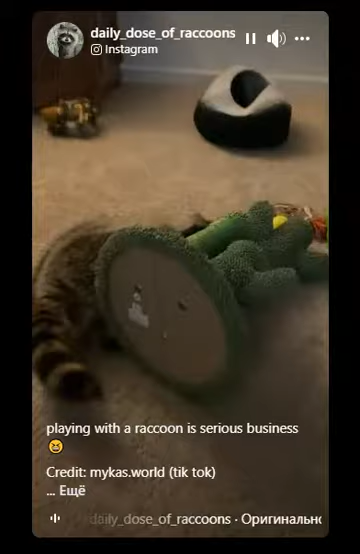 daily_dose_of_raccoons
Instagram
playing with a raccoon is serious business
😆
Credit: mykas.world (tik tok)
... Ещё
daily_dose_of_raccoons · Оригинально